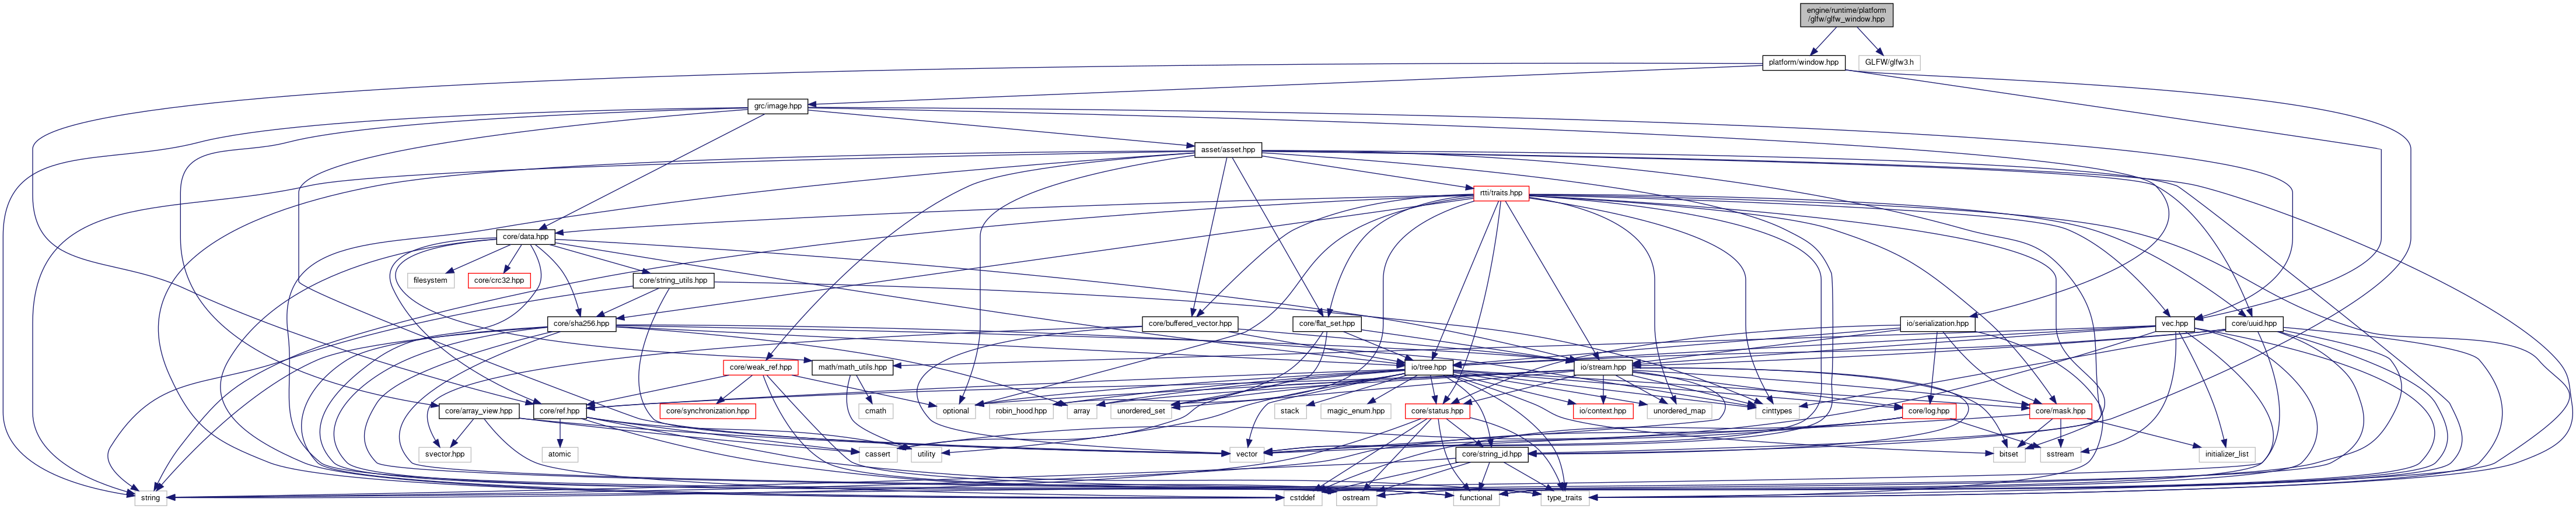 engine/runtime/platform
/glfw/glfw_window.hpp
platform/window.hpp
GLFW/glfw3.h
grc/image.hpp
asset/asset.hpp
rtti/traits.hpp
core/data.hpp
filesystem
core/crc32.hpp
core/string_utils.hpp
core/sha256.hpp
core/buffered_vector.hpp
core/flat_set.hpp
io/serialization.hpp
vec.hpp
core/uuid.hpp
core/weak_ref.hpp
math/math_utils.hpp
io/tree.hpp
io/stream.hpp
core/array_view.hpp
core/ref.hpp
core/synchronization.hpp
cmath
optional
robin_hood.hpp
array
unordered_set
stack
magic_enum.hpp
core/status.hpp
io/context.hpp
unordered_map
cinttypes
core/log.hpp
core/mask.hpp
svector.hpp
atomic
cassert
utility
vector
core/string_id.hpp
bitset
sstream
initializer_list
string
cstddef
ostream
functional
type_traits